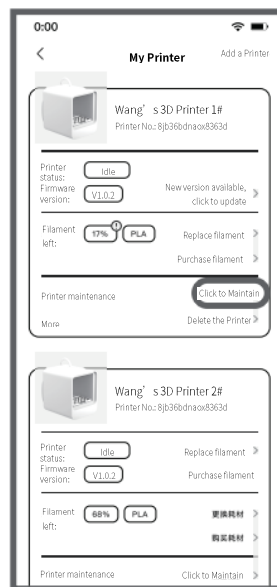 0:00
My Printer
Add a Printer
Wang's 3D Printer 1#
Printer No.: 8jb36bdnaox8363d
Printer status:
Idle
Firmware version:
V1.0.2
New version available, click to update
Filament left:
17%
PLA
Replace filament
Purchase filament
Printer maintenance
Click to Maintain
More
Delete the Printer
Wang's 3D Printer 2#
Printer No.: 8jb36bdnaox8363d
Printer status:
Idle
Replace filament
Firmware version:
V1.0.2
Purchase filament
Filament left:
68%
PLA
更换耗材
购买耗材
Printer maintenance
Click to Maintain